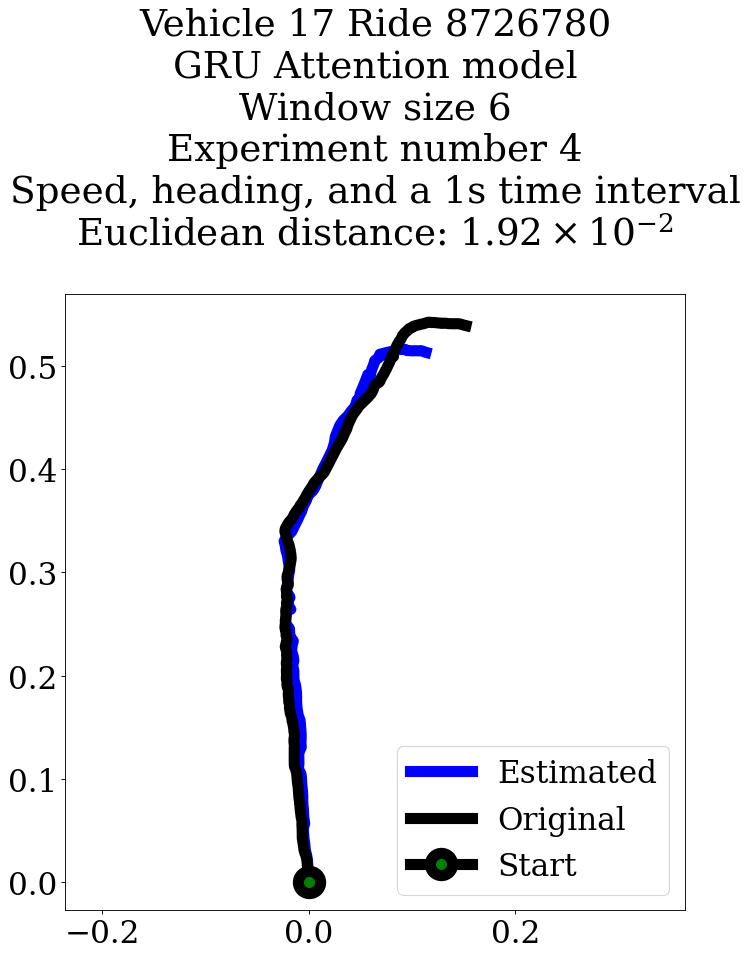 Vehicle 17 Ride 8726780
GRU Attention model
Window size 6
Experiment number 4
Speed, heading, and a 1s time interval
Euclidean distance: 1.92 × 10⁻²
0.5
0.4
0.3
0.2
0.1
0.0
−0.2 0.0 0.2
Estimated
Original
Start